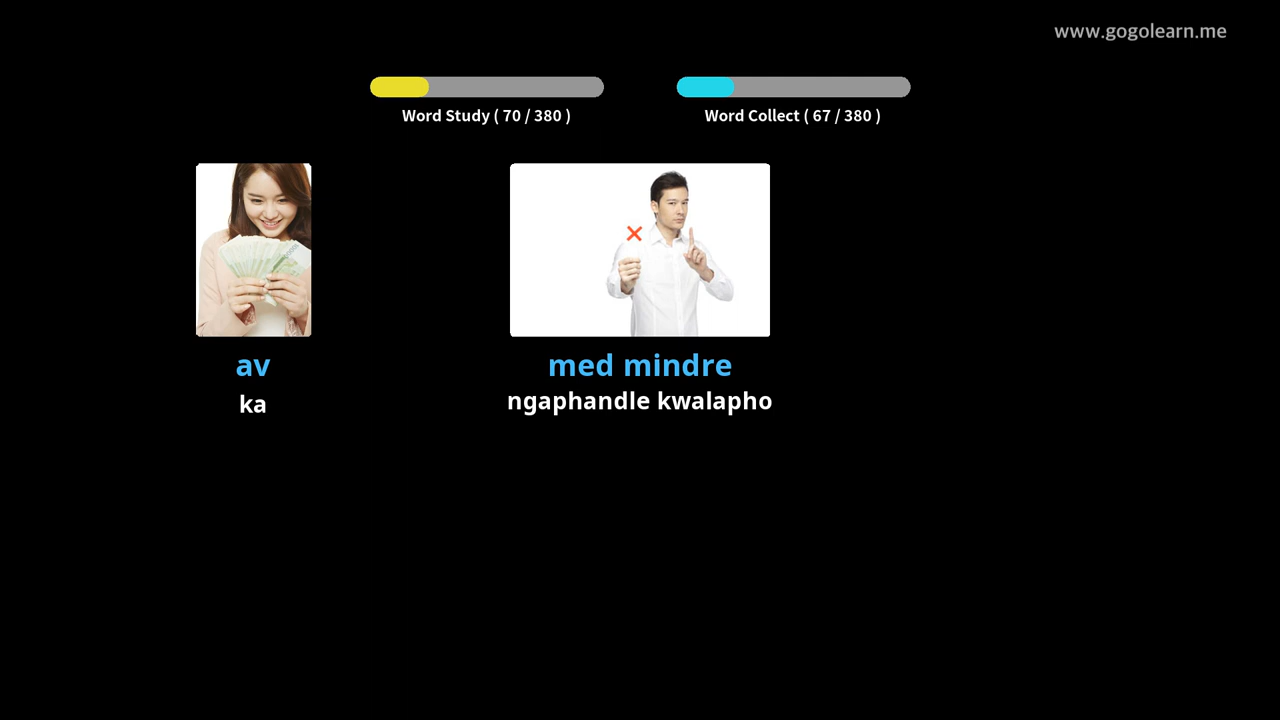 www.gogolearn.me
Word Study ( 70 / 380 )
Word Collect ( 67 / 380 )
av
ka
med mindre
ngaphandle kwalapho